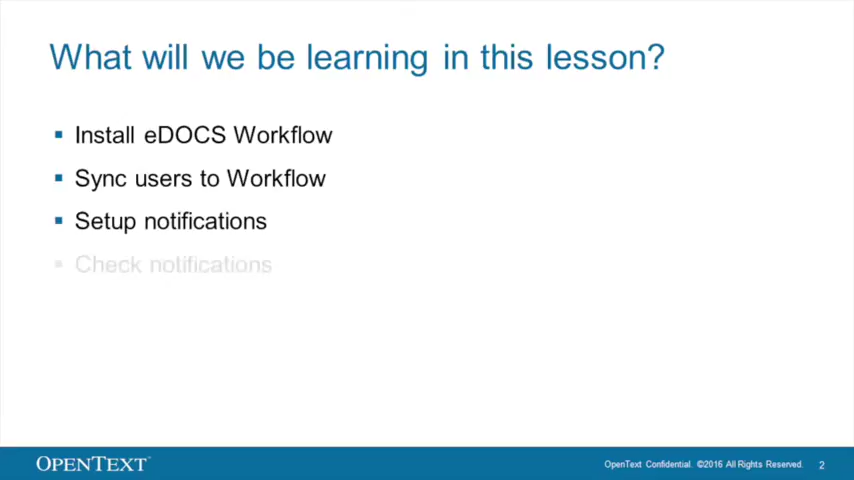 What will we be learning in this lesson?
▪ Install eDOCS Workflow
▪ Sync users to Workflow
▪ Setup notifications
▪ Check notifications
OPENTEXT™
OpenText Confidential. ©2016 All Rights Reserved. 2